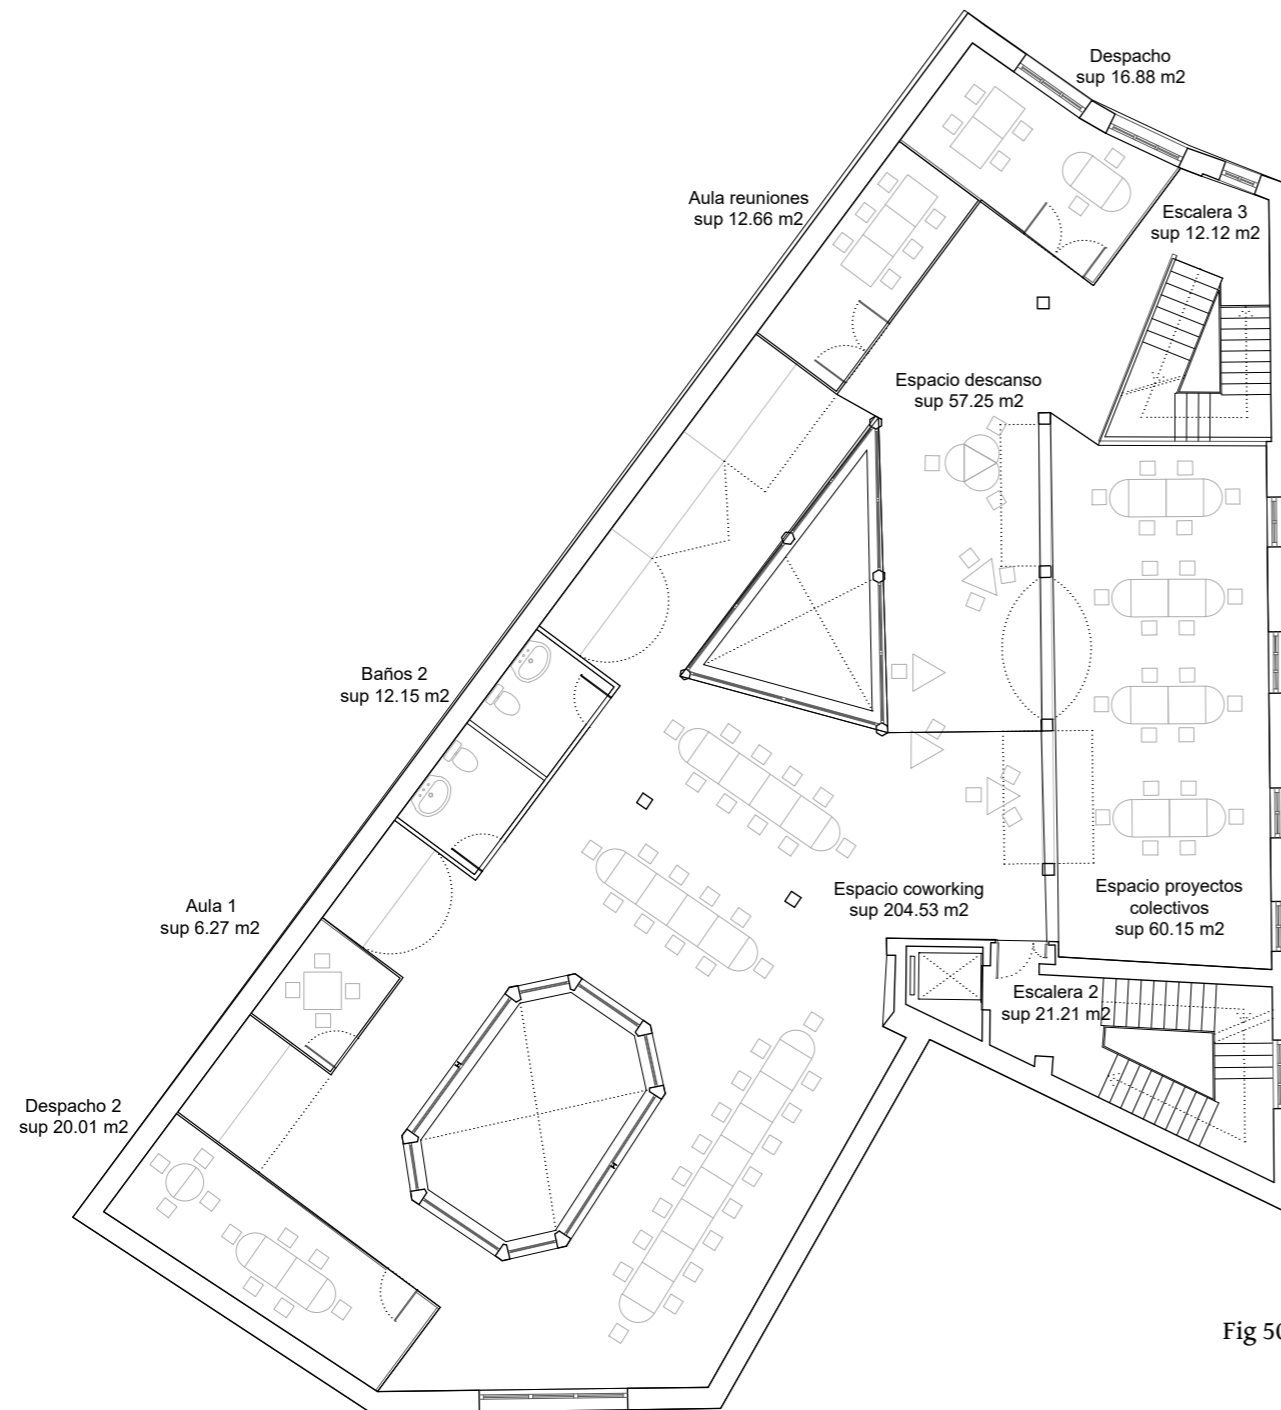 Despacho
sup 16.88 m2
Aula reuniones
sup 12.66 m2
Escalera 3
sup 12.12 m2
Espacio descanso
sup 57.25 m2
Baños 2
sup 12.15 m2
Espacio coworking
sup 204.53 m2
Espacio proyectos
colectivos
sup 60.15 m2
Aula 1
sup 6.27 m2
Escalera 2
sup 21.21 m2
Despacho 2
sup 20.01 m2
Fig 50